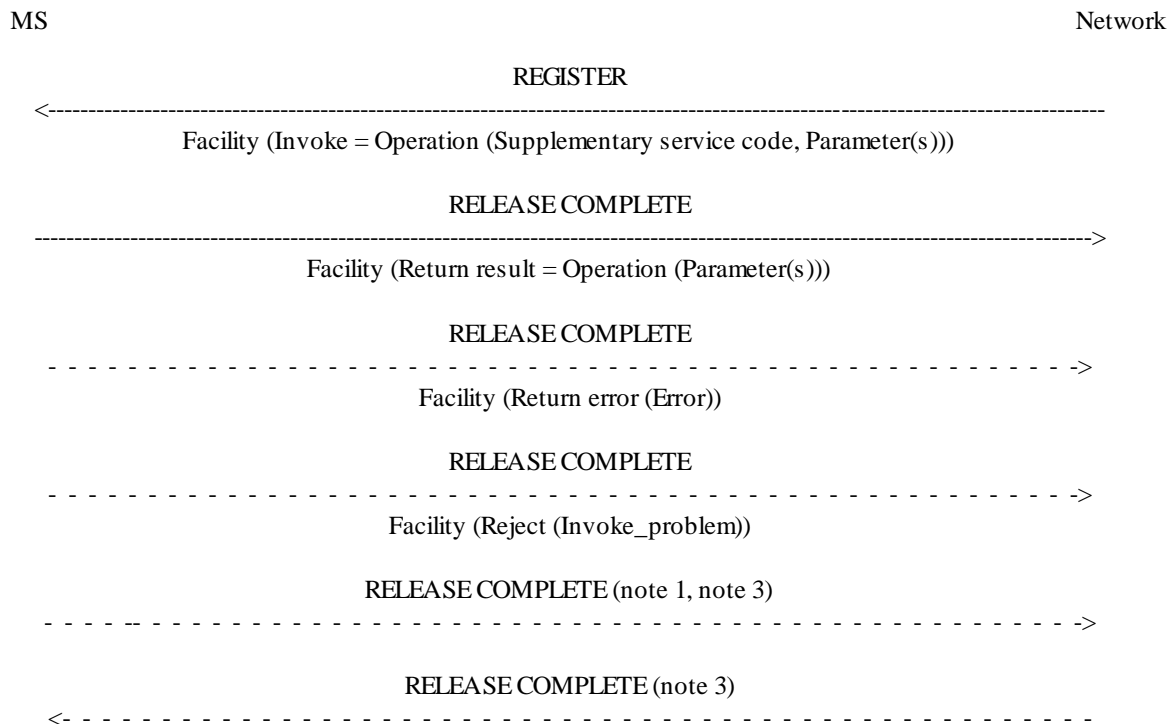 MS Network
REGISTER
<------------------------------------------------------------------------------------------------------------------------------------
Facility (Invoke = Operation (Supplementary service code, Parameter(s)))
RELEASE COMPLETE
------------------------------------------------------------------------------------------------------------------------------------>
Facility (Return result = Operation (Parameter(s)))
RELEASE COMPLETE
- - - - - - - - - - - - - - - - - - - - - - - - - - - - - - - - - - - - - - - - - - - - - - - - - - - ->
Facility (Return error (Error))
RELEASE COMPLETE
- - - - - - - - - - - - - - - - - - - - - - - - - - - - - - - - - - - - - - - - - - - - - - - - - - - ->
Facility (Reject (Invoke_problem))
RELEASE COMPLETE (note 1, note 3)
- - - - -- - - - - - - - - - - - - - - - - - - - - - - - - - - - - - - - - - - - - - - - - - - - - - - ->
RELEASE COMPLETE (note 3)
<- - - - - - - - - - - - - - - - - - - - - - - - - - - - - - - - - - - - - - - - - - - - - - - - - - - -